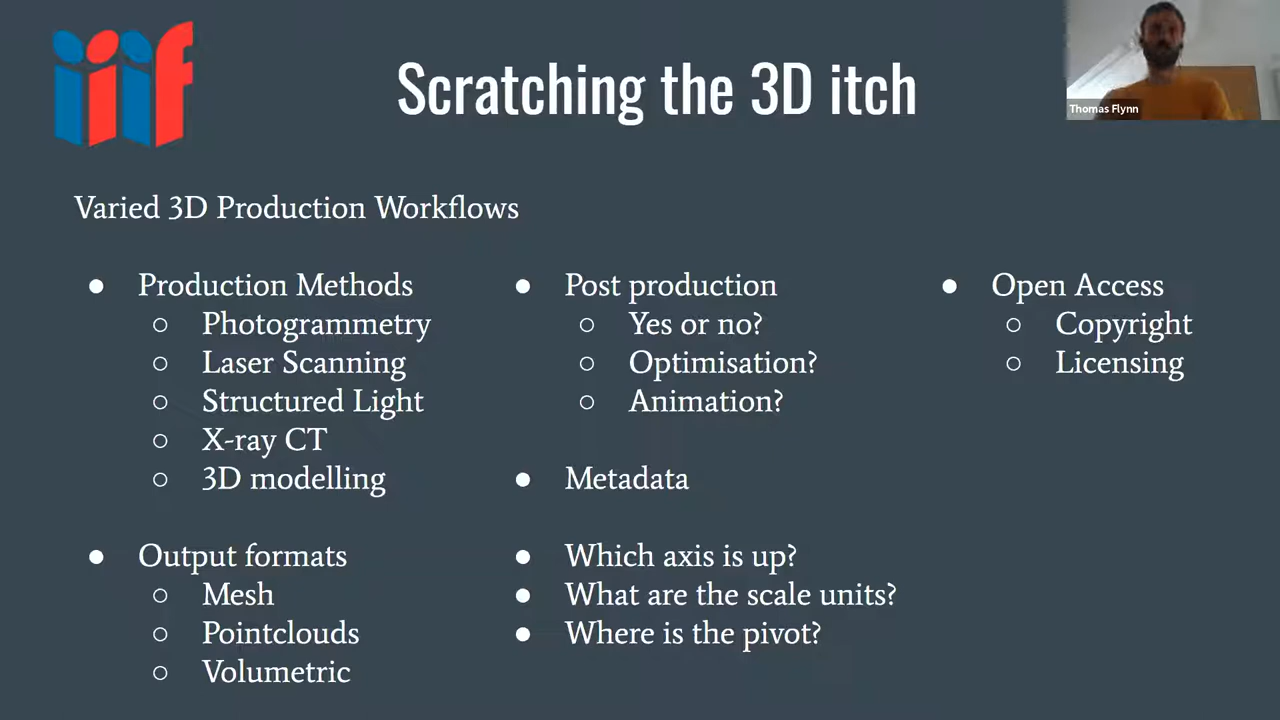 iiif
Scratching the 3D itch
Thomas Flynn
Varied 3D Production Workflows
● Production Methods
○ Photogrammetry
○ Laser Scanning
○ Structured Light
○ X-ray CT
○ 3D modelling
● Output formats
○ Mesh
○ Pointclouds
○ Volumetric
● Post production
○ Yes or no?
○ Optimisation?
○ Animation?
● Metadata
● Which axis is up?
● What are the scale units?
● Where is the pivot?
● Open Access
○ Copyright
○ Licensing